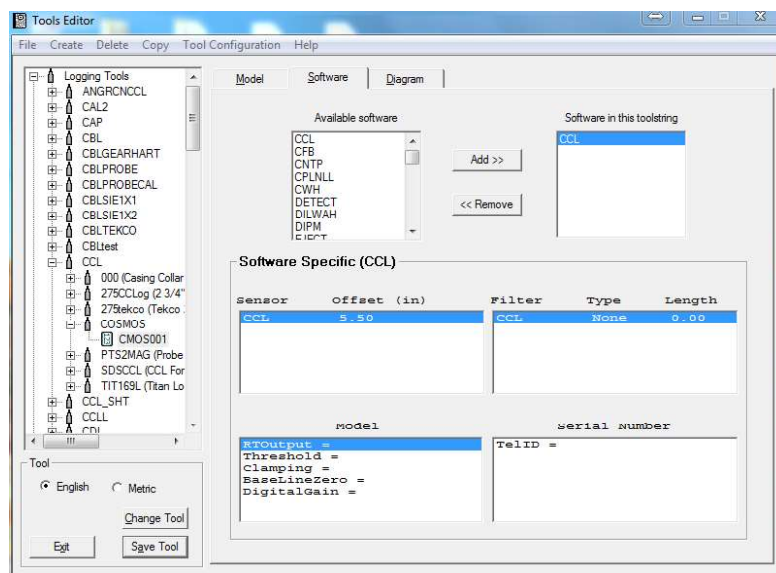 Tools Editor
File Create Delete Copy Tool Configuration Help
Logging Tools
ANGRCNCCL
CAL2
CAP
CBL
CBLGEARHART
CBLPROBE
CBLPROBECAL
CBLSIE1X1
CBLSIE1X2
CBLTEKCO
CBLtest
CCL
000 (Casing Collar
275CCLog (2 3/4"
275tekco (Tekco
COSMOS
CMOS001
PTS2MAG (Probe
SDSCCL (CCL For
TIT169L (Titan Lo
CCL_SHT
CCLL
CDL
Tool
English Metric
Change Tool
Exit Save Tool
Model Software Diagram
Available software
CCL
CFB
CNTP
CPLNLL
CWH
DETECT
DILWAH
DIPM
EJECT
Add >>
<< Remove
Software in this toolstring
CCL
Software Specific (CCL)
Sensor Offset (in)
CCL 5.50
Filter Type Length
CCL None 0.00
Model
RTOutput =
Threshold =
Clamping =
BaseLineZero =
DigitalGain =
Serial Number
TelID =